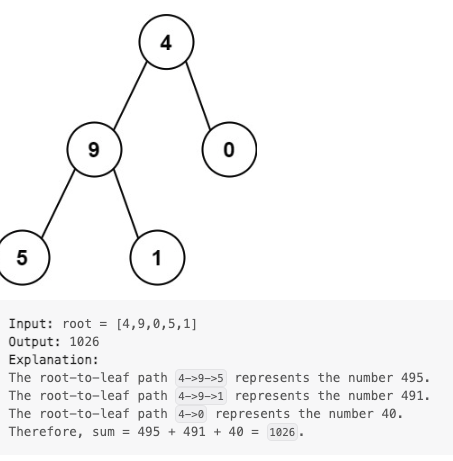 4
9 0
5 1
Input: root = [4,9,0,5,1]
Output: 1026
Explanation:
The root-to-leaf path 4->9->5 represents the number 495.
The root-to-leaf path 4->9->1 represents the number 491.
The root-to-leaf path 4->0 represents the number 40.
Therefore, sum = 495 + 491 + 40 = 1026.